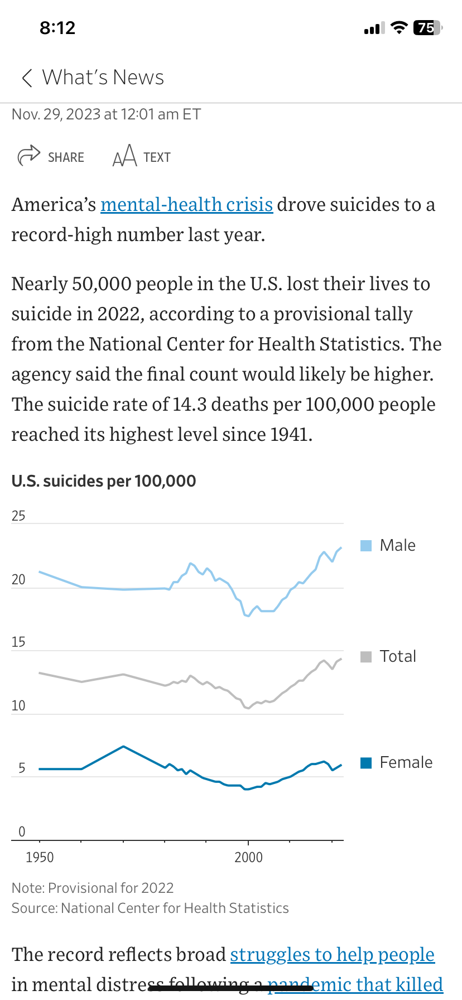 8:12
75
What's News
Nov. 29, 2023 at 12:01 am ET
SHARE
TEXT
America's mental-health crisis drove suicides to a
record-high number last year.
Nearly 50,000 people in the U.S. lost their lives to
suicide in 2022, according to a provisional tally
from the National Center for Health Statistics. The
agency said the final count would likely be higher.
The suicide rate of 14.3 deaths per 100,000 people
reached its highest level since 1941.
U.S. suicides per 100,000
25
Male
20
15
Total
10
5
Female
0
1950
2000
Note: Provisional for 2022
Source: National Center for Health Statistics
The record reflects broad struggles to help people
in mental distress following a pandemic that killed